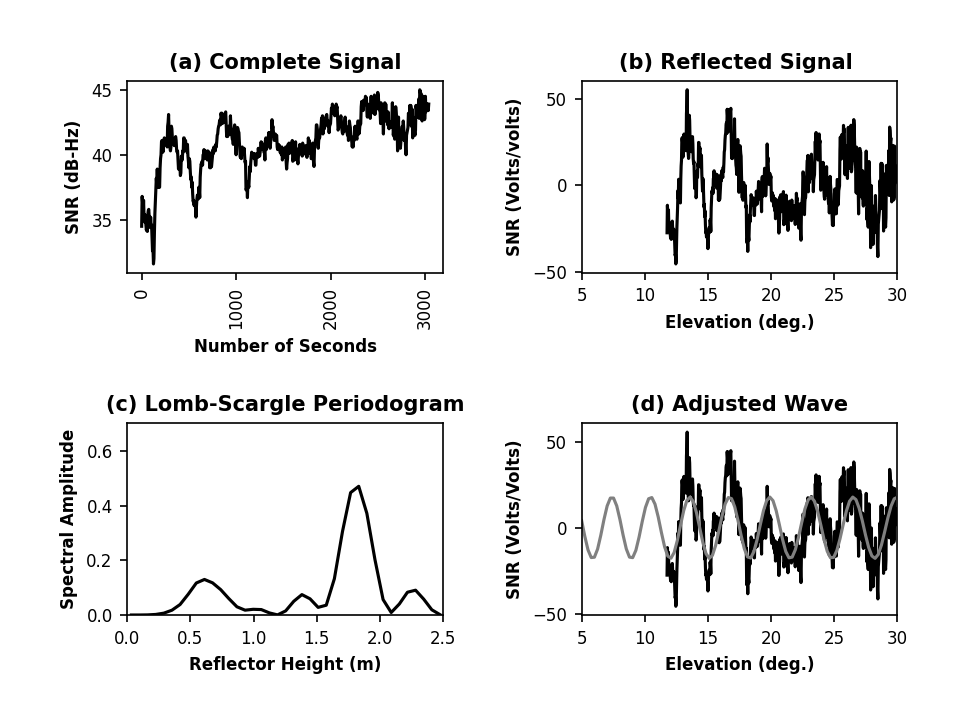 (a) Complete Signal
SNR (dB-Hz)
45
40
35
0
1000
2000
3000
Number of Seconds
(b) Reflected Signal
SNR (Volts/volts)
50
0
−50
5
10
15
20
25
30
Elevation (deg.)
(c) Lomb-Scargle Periodogram
Spectral Amplitude
0.6
0.4
0.2
0.0
0.0
0.5
1.0
1.5
2.0
2.5
Reflector Height (m)
(d) Adjusted Wave
SNR (Volts/Volts)
50
0
−50
5
10
15
20
25
30
Elevation (deg.)